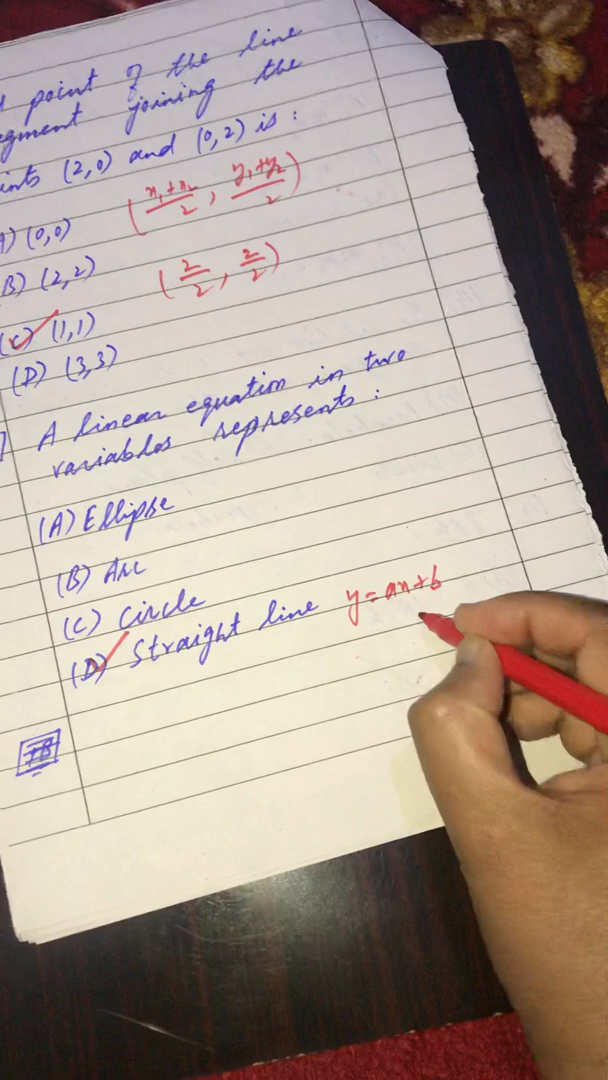 point of the line
segment joining the
(2,0) and (0,2) is :
A) (0,0)
(x₁+x₂/2, y₁+y₂/2)
B) (2,2)
(2/2, 2/2)
(C) (1,1)
(D) (3,3)
A linear equation in two
variables represents :
(A) Ellipse
(B) Arc
(C) Circle
(D) Straight line y=ax+b